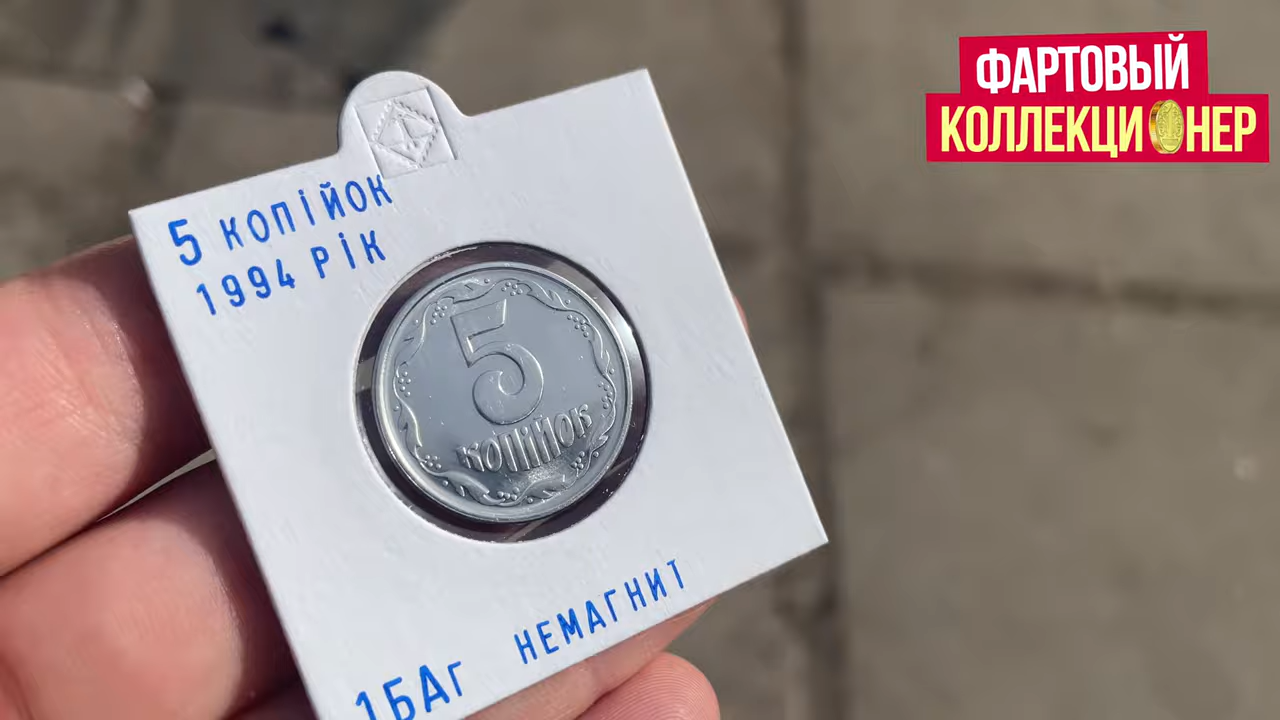 ФАРТОВЫЙ
КОЛЛЕКЦИОНЕР
5 КОПІЙОК
1994 РІК
5
КОПІЙОК
НЕМАГНИТ
1БАг